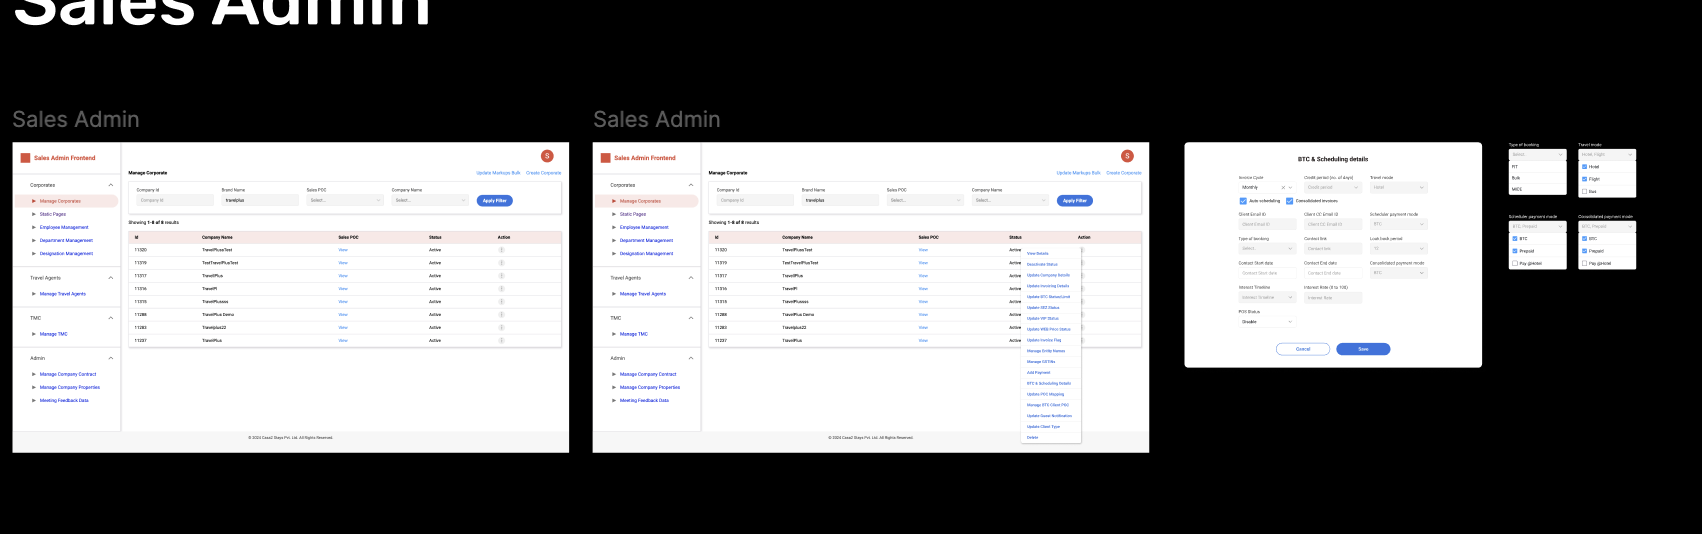 Sales Admin
Sales Admin
Sales Admin Frontend
S
Corporates
Manage Corporates
Static Pages
Employee Management
Department Management
Designation Management
Travel Agents
Manage Travel Agents
TMC
Manage TMC
Admin
Manage Company Contract
Manage Company Properties
Meeting Feedback Data
Manage Corporate
Update Markups Bulk Create Corporate
Company Id Brand Name Sales POC Company Name
Company Id travelplus Select... Select... Apply Filter
Showing 1-8 of 8 results
Id Company Name Sales POC Status Action
11320 TravelPlusTest View Active
11319 TestTravelPlusTest View Active
11317 TravelPlus View Active
11316 TravelPl View Active
11315 TravelPlussss View Active
11288 TravelPlus Demo View Active
11283 Travelplus22 View Active
11237 TravelPlus View Active
© 2024 Casa2 Stays Pvt. Ltd. All Rights Reserved.
Sales Admin
Sales Admin Frontend
S
Corporates
Manage Corporates
Static Pages
Employee Management
Department Management
Designation Management
Travel Agents
Manage Travel Agents
TMC
Manage TMC
Admin
Manage Company Contract
Manage Company Properties
Meeting Feedback Data
Manage Corporate
Update Markups Bulk Create Corporate
Company Id Brand Name Sales POC Company Name
Company Id travelplus Select... Select... Apply Filter
Showing 1-8 of 8 results
Id Company Name Sales POC Status Action
11320 TravelPlusTest View Active
11319 TestTravelPlusTest View Active
11317 TravelPlus View Active
11316 TravelPl View Active
11315 TravelPlussss View Active
11288 TravelPlus Demo View Active
11283 Travelplus22 View Active
11237 TravelPlus View Active
View Details
Deactivate Status
Update Company Details
Update Invoicing Details
Update BTC Status/Limit
Update SEZ Status
Update VIP Status
Update Invoice Flag
Manage Entity Names
Manage GSTINs
Add Payment
BTC & Scheduling Details
Update POC Mapping
Manage BTC Client POC
Update Guest Notification
Update Client Type
Delete
© 2024 Casa2 Stays Pvt. Ltd. All Rights Reserved.
BTC & Scheduling details
Invoice Cycle Credit period (no. of days) Travel mode
Monthly Credit period Hotel
Auto scheduling Consolidated invoices
Client Email ID Client CC Email ID Scheduler payment mode
Client Email ID Client CC Email ID BTC
Type of booking Contract link Look back period
Select... Contract link 12
Contract Start date Contract End date Consolidated payment mode
Contract Start date Contract End date BTC
Interest Timeline Interest Rate (0 to 100)
Interest Timeline Interest Rate
POS Status
Disable
Cancel Save
Type of booking
Select...
FIT
Bulk
MICE
Travel mode
Hotel, Flight
Hotel
Flight
Bus
Scheduler payment mode
BTC, Prepaid
BTC
Prepaid
Pay @Hotel
Consolidated payment mode
BTC, Prepaid
BTC
Prepaid
Pay @Hotel